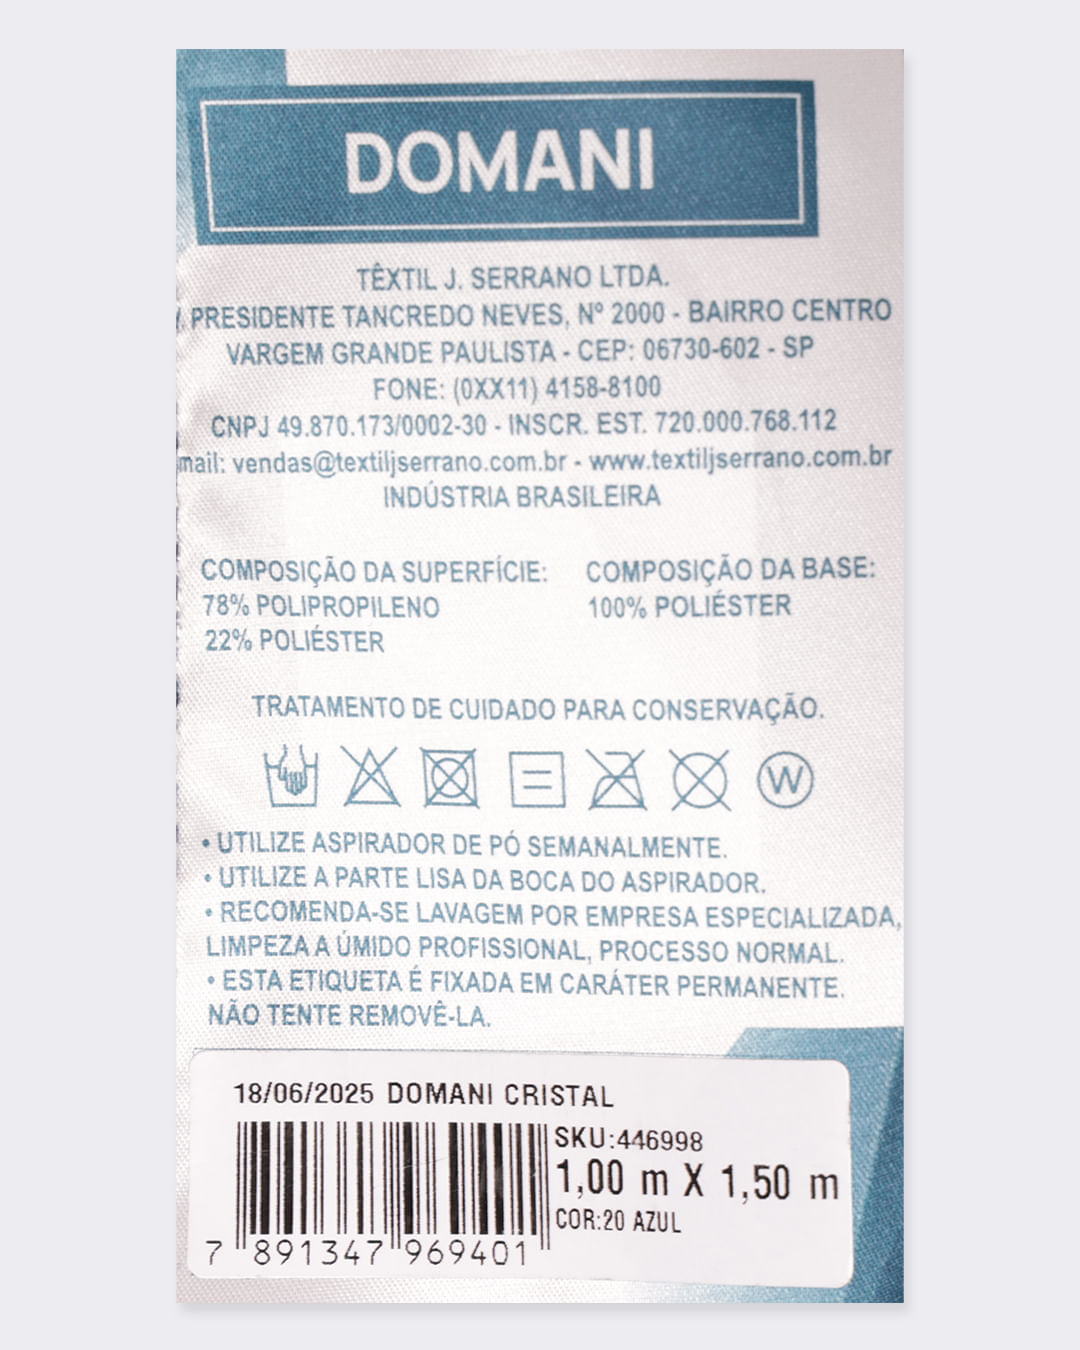 DOMANI
TÊXTIL J. SERRANO LTDA.
PRESIDENTE TANCREDO NEVES, Nº 2000 - BAIRRO CENTRO
VARGEM GRANDE PAULISTA - CEP: 06730-602 - SP
FONE: (0XX11) 4158-8100
CNPJ 49.870.173/0002-30 - INSCR. EST. 720.000.768.112
mail: vendas@textiljserrano.com.br - www.textiljserrano.com.br
INDÚSTRIA BRASILEIRA
COMPOSIÇÃO DA SUPERFÍCIE:
78% POLIPROPILENO
22% POLIÉSTER
COMPOSIÇÃO DA BASE:
100% POLIÉSTER
TRATAMENTO DE CUIDADO PARA CONSERVAÇÃO.
W
• UTILIZE ASPIRADOR DE PÓ SEMANALMENTE.
• UTILIZE A PARTE LISA DA BOCA DO ASPIRADOR.
• RECOMENDA-SE LAVAGEM POR EMPRESA ESPECIALIZADA,
LIMPEZA A ÚMIDO PROFISSIONAL, PROCESSO NORMAL.
• ESTA ETIQUETA É FIXADA EM CARÁTER PERMANENTE.
NÃO TENTE REMOVÊ-LA.
18/06/2025 DOMANI CRISTAL
SKU:446998
1,00 m X 1,50 m
COR:20 AZUL
7 891347 969401